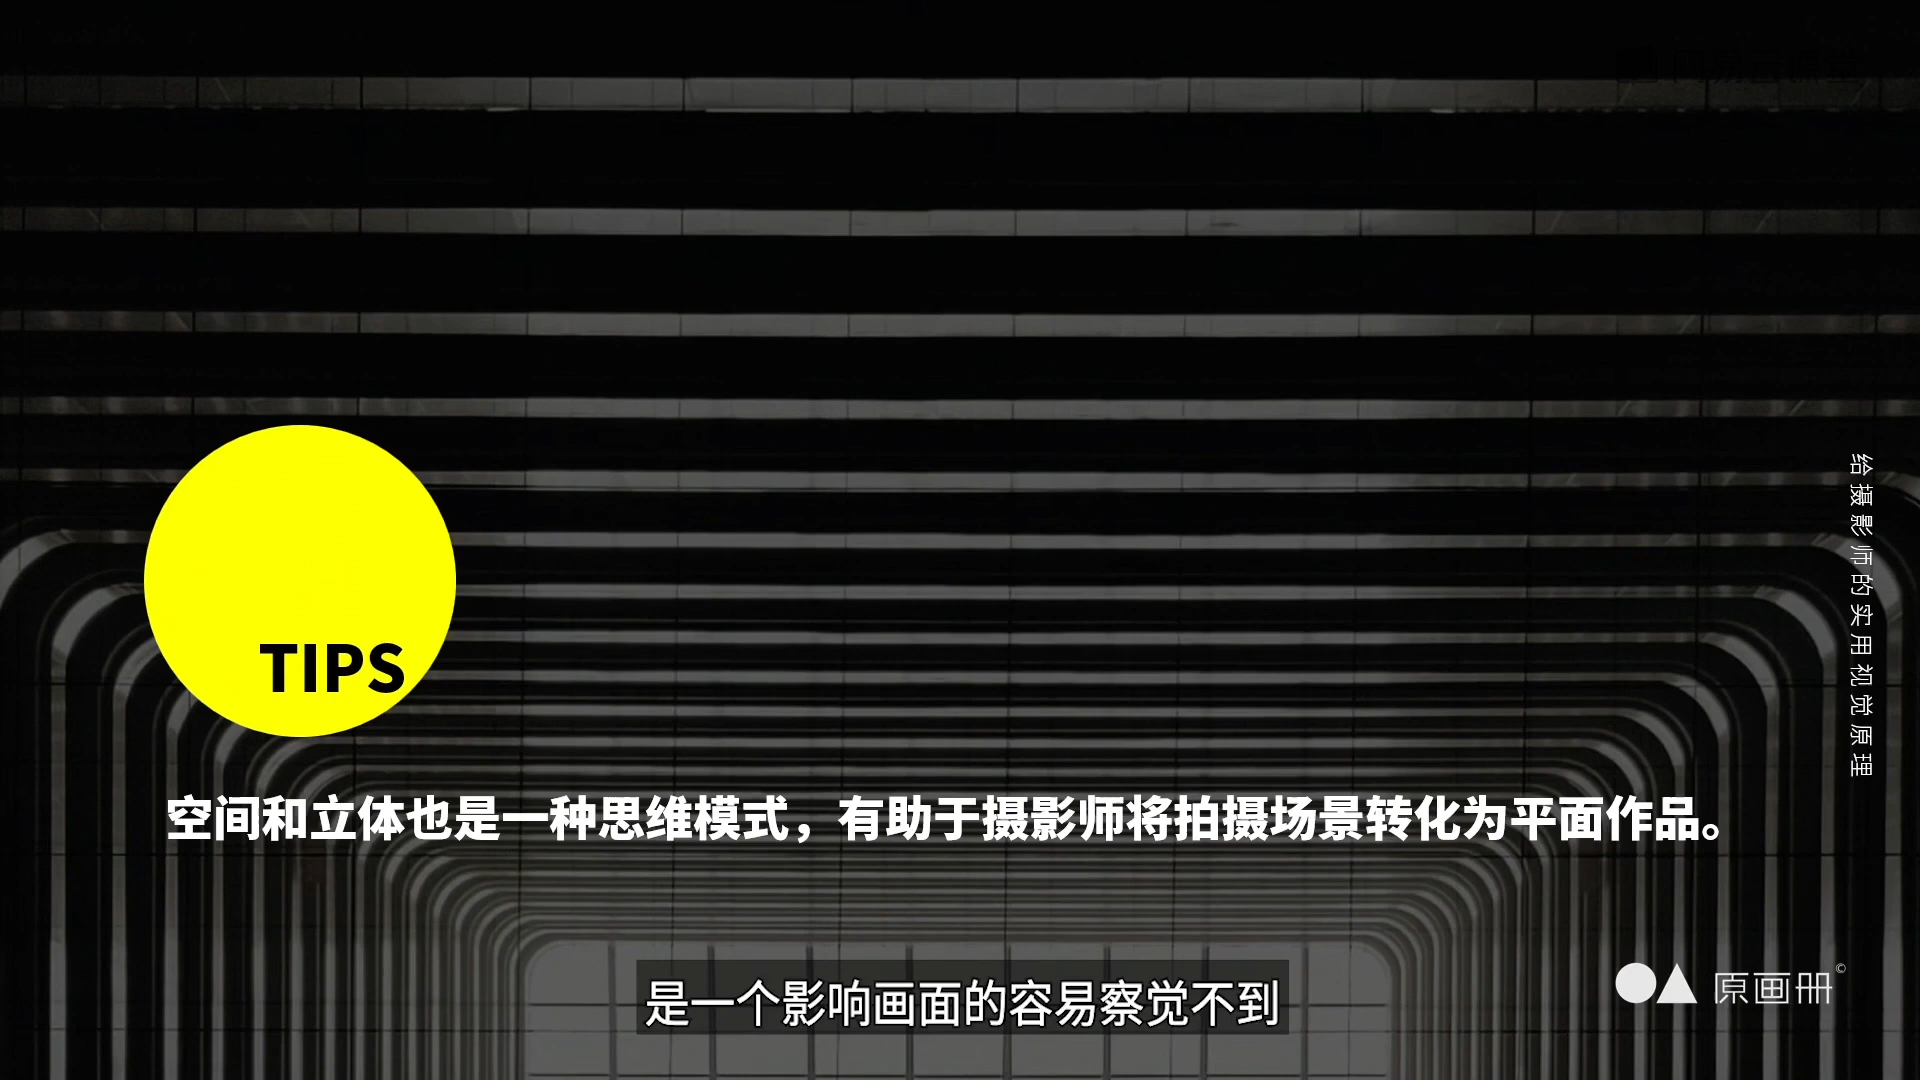 TIPS
空间和立体也是一种思维模式，有助于摄影师将拍摄场景转化为平面作品。
给摄影师的实用视觉原理
是一个影响画面的容易察觉不到
原画册©